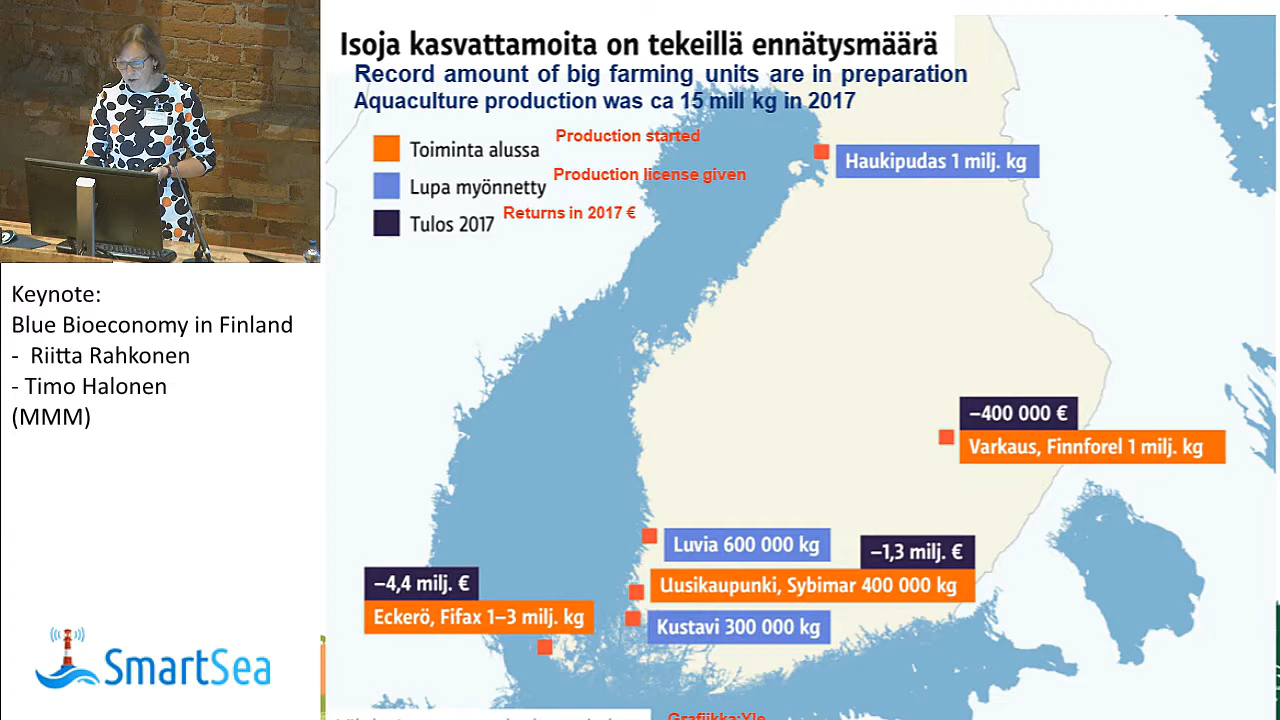 Isoja kasvattamoita on tekeillä ennätysmäärä
Record amount of big farming units are in preparation
Aquaculture production was ca 15 mill kg in 2017
Toiminta alussa
Production started
Lupa myönnetty
Production license given
Tulos 2017
Returns in 2017 €
Haukipudas 1 milj. kg
Keynote:
Blue Bioeconomy in Finland
- Riitta Rahkonen
- Timo Halonen
(MMM)
–400 000 €
Varkaus, Finnforel 1 milj. kg
Luvia 600 000 kg
–1,3 milj. €
Uusikaupunki, Sybimar 400 000 kg
–4,4 milj. €
Eckerö, Fifax 1–3 milj. kg
Kustavi 300 000 kg
SmartSea
Grafiikka:Yle